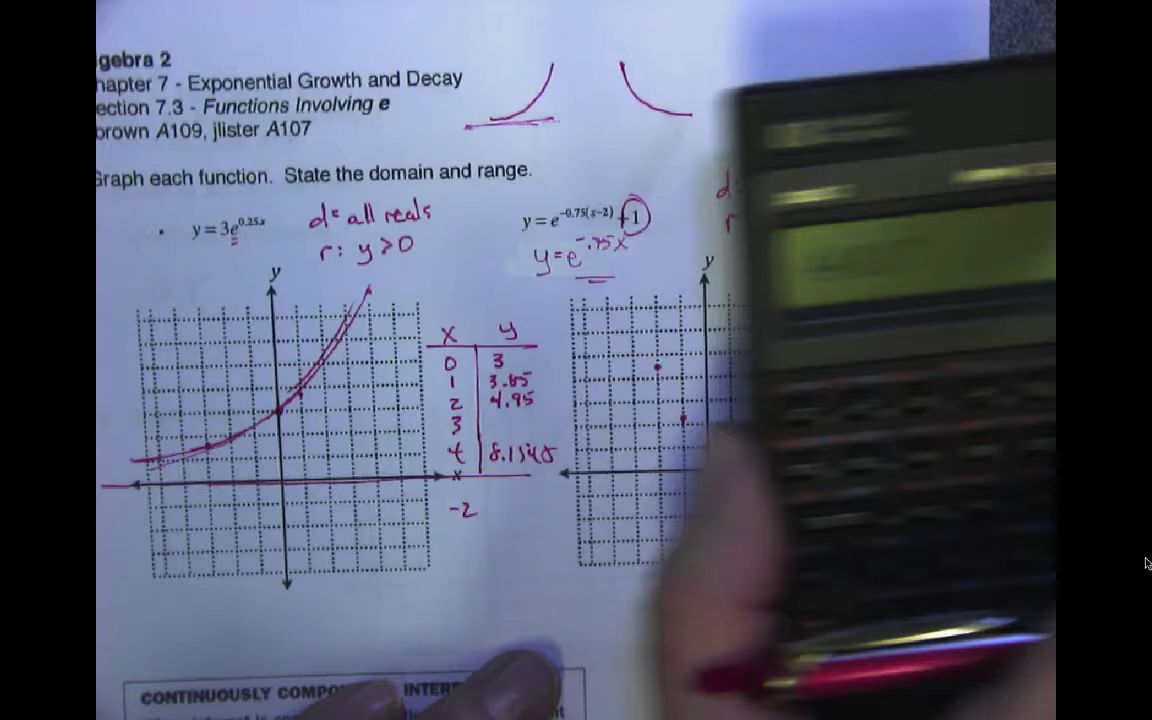 gebra 2
hapter 7 - Exponential Growth and Decay
ection 7.3 - Functions Involving e
brown A109, jlister A107
Graph each function. State the domain and range.
y = 3e^{0.25x}
d = all reals
r: y > 0
y = e^{-0.75(x-2)} + 1
y = e^{-.75x}
d:
r
y
x y
0 3
1 3.85
2 4.95
3
4 8.1548
x
-2
y
CONTINUOUSLY